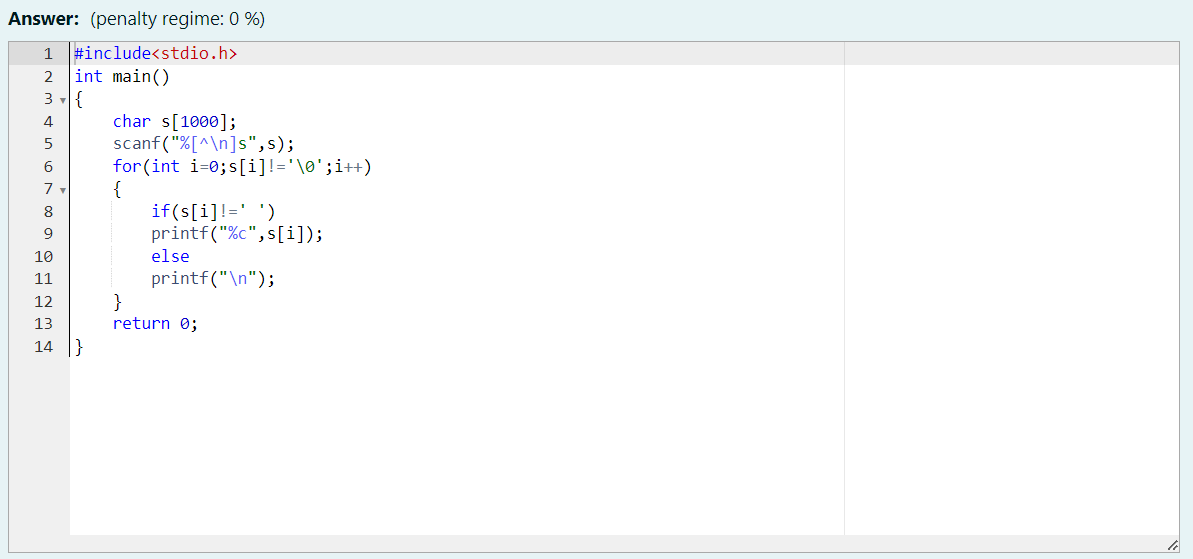 Answer: (penalty regime: 0 %)
1 #include<stdio.h>
2 int main()
3 {
4     char s[1000];
5     scanf("%[^\n]s",s);
6     for(int i=0;s[i]!='\0';i++)
7     {
8         if(s[i]!=' ')
9         printf("%c",s[i]);
10         else
11         printf("\n");
12     }
13     return 0;
14 }